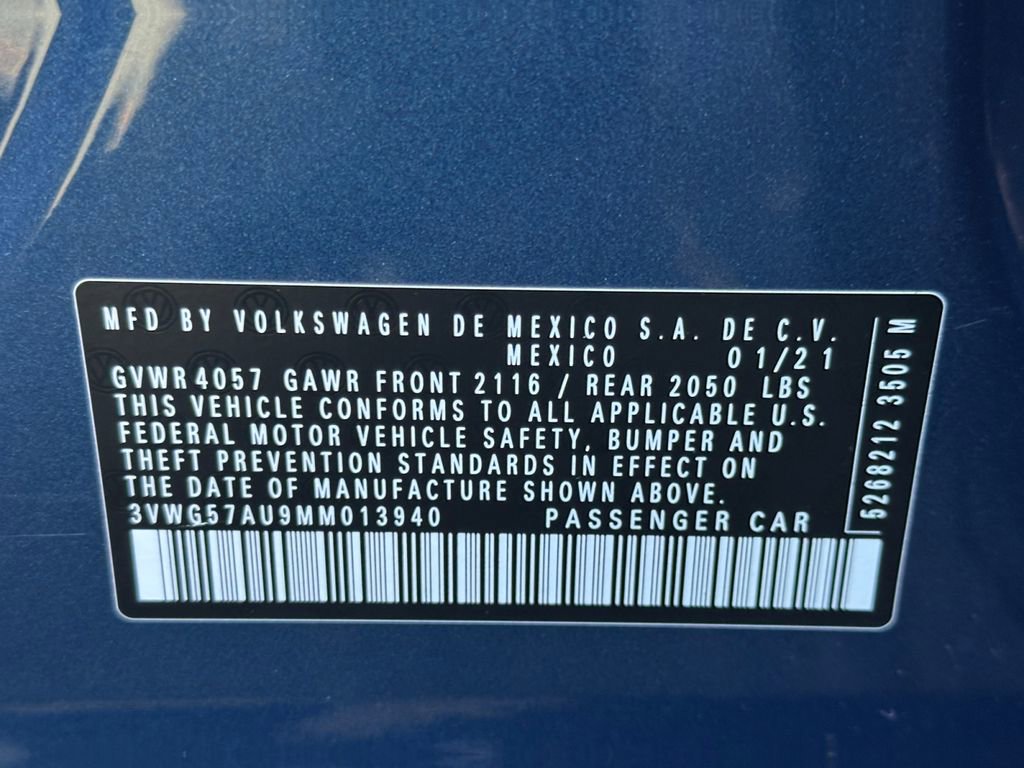 MFD BY VOLKSWAGEN DE MEXICO S.A. DE C.V.
MEXICO 01/21
GVWR 4057 GAWR FRONT 2116 / REAR 2050 LBS
THIS VEHICLE CONFORMS TO ALL APPLICABLE U.S.
FEDERAL MOTOR VEHICLE SAFETY, BUMPER AND
THEFT PREVENTION STANDARDS IN EFFECT ON
THE DATE OF MANUFACTURE SHOWN ABOVE.
3VWG57AU9MM013940 PASSENGER CAR
5268212 3505 M